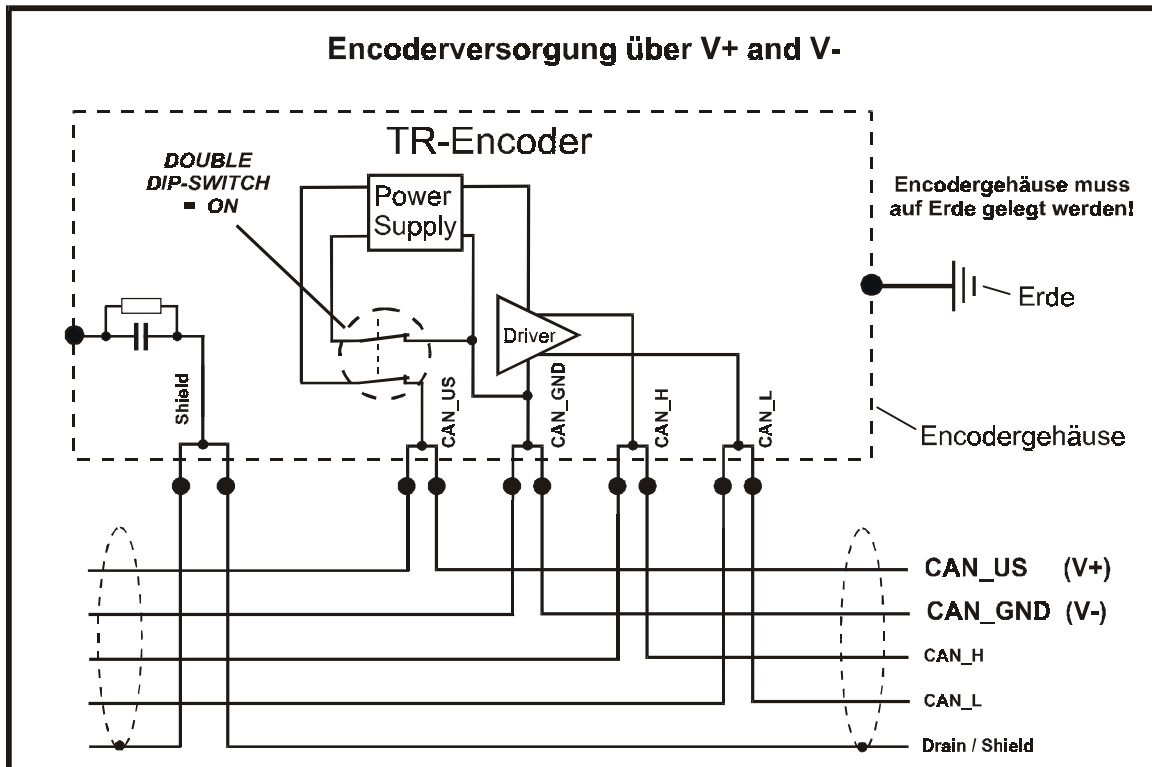 Encoderversorgung über V+ and V-
TR-Encoder
DOUBLE
DIP-SWITCH
= ON
Power
Supply
Encodergehäuse muss
auf Erde gelegt werden!
Erde
Driver
Shield
CAN_US
CAN_GND
CAN_H
CAN_L
Encodergehäuse
CAN_US (V+)
CAN_GND (V-)
CAN_H
CAN_L
Drain / Shield